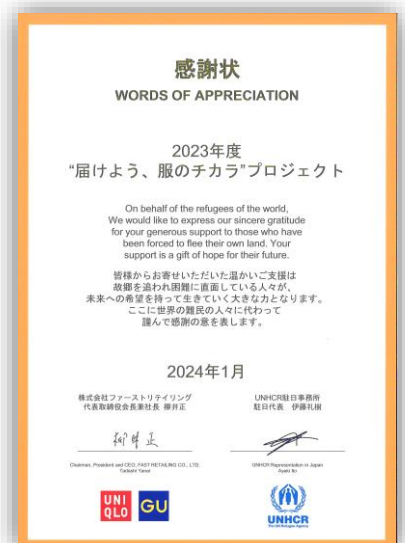 感謝状
WORDS OF APPRECIATION
2023年度
“届けよう、服のチカラ”プロジェクト
On behalf of the refugees of the world,
We would like to express our sincere gratitude
for your generous support to those who have
been forced to flee their own land. Your
support is a gift of hope for their future.
皆様からお寄せいただいた温かいご支援は
故郷を追われ困難に直面している人々が、
未来への希望を持って生きていく大きな力となります。
ここに世界の難民の人々に代わって
謹んで感謝の意を表します。
2024年1月
株式会社ファーストリテイリング
代表取締役会長兼社長 柳井正
UNHCR駐日事務所
駐日代表 伊藤礼樹
柳井正
Chairman, President and CEO, FAST RETAILING CO., LTD.
Tadashi Yanai
UNHCR Representation in Japan
Ayaki Ito
UNI
QLO
GU
UNHCR
The UN Refugee Agency